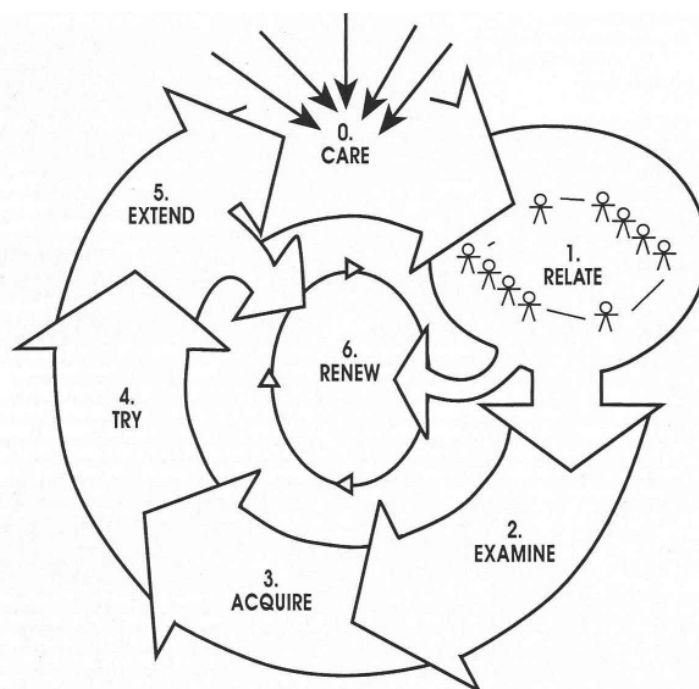 0.
CARE
1.
RELATE
2.
EXAMINE
3.
ACQUIRE
4.
TRY
5.
EXTEND
6.
RENEW